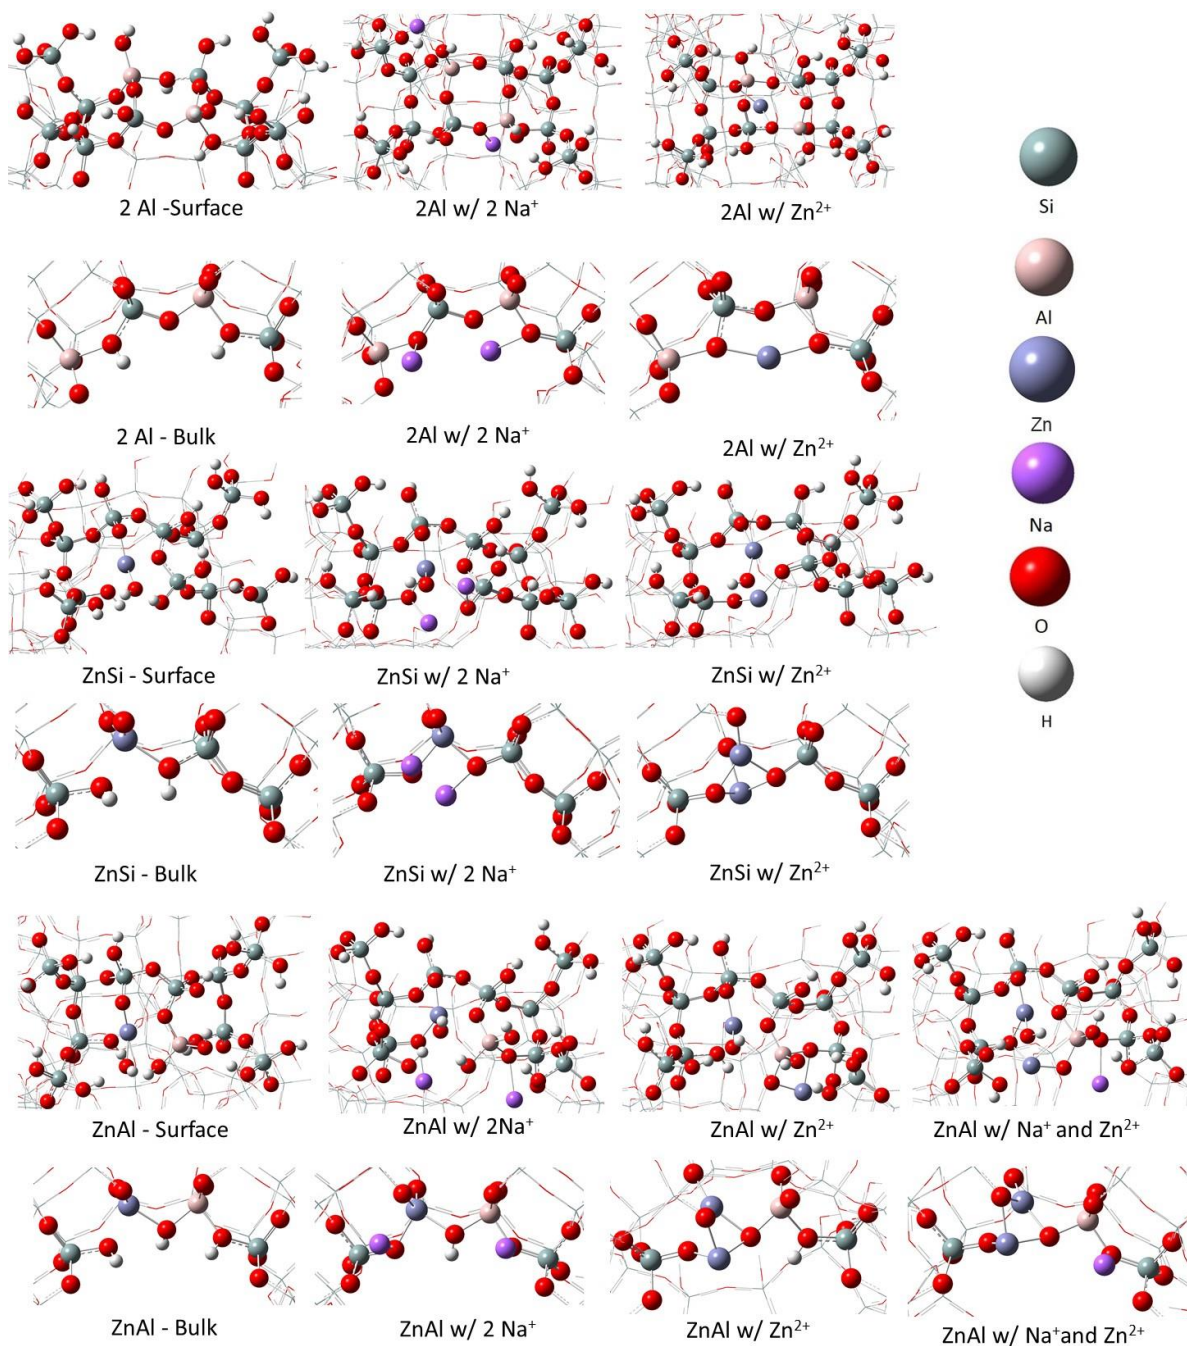 2 Al -Surface
2Al w/ 2 Na⁺
2Al w/ Zn²⁺
Si
Al
2 Al - Bulk
2Al w/ 2 Na⁺
2Al w/ Zn²⁺
Zn
Na
ZnSi - Surface
ZnSi w/ 2 Na⁺
ZnSi w/ Zn²⁺
O
H
ZnSi - Bulk
ZnSi w/ 2 Na⁺
ZnSi w/ Zn²⁺
ZnAl - Surface
ZnAl w/ 2Na⁺
ZnAl w/ Zn²⁺
ZnAl w/ Na⁺ and Zn²⁺
ZnAl - Bulk
ZnAl w/ 2 Na⁺
ZnAl w/ Zn²⁺
ZnAl w/ Na⁺and Zn²⁺